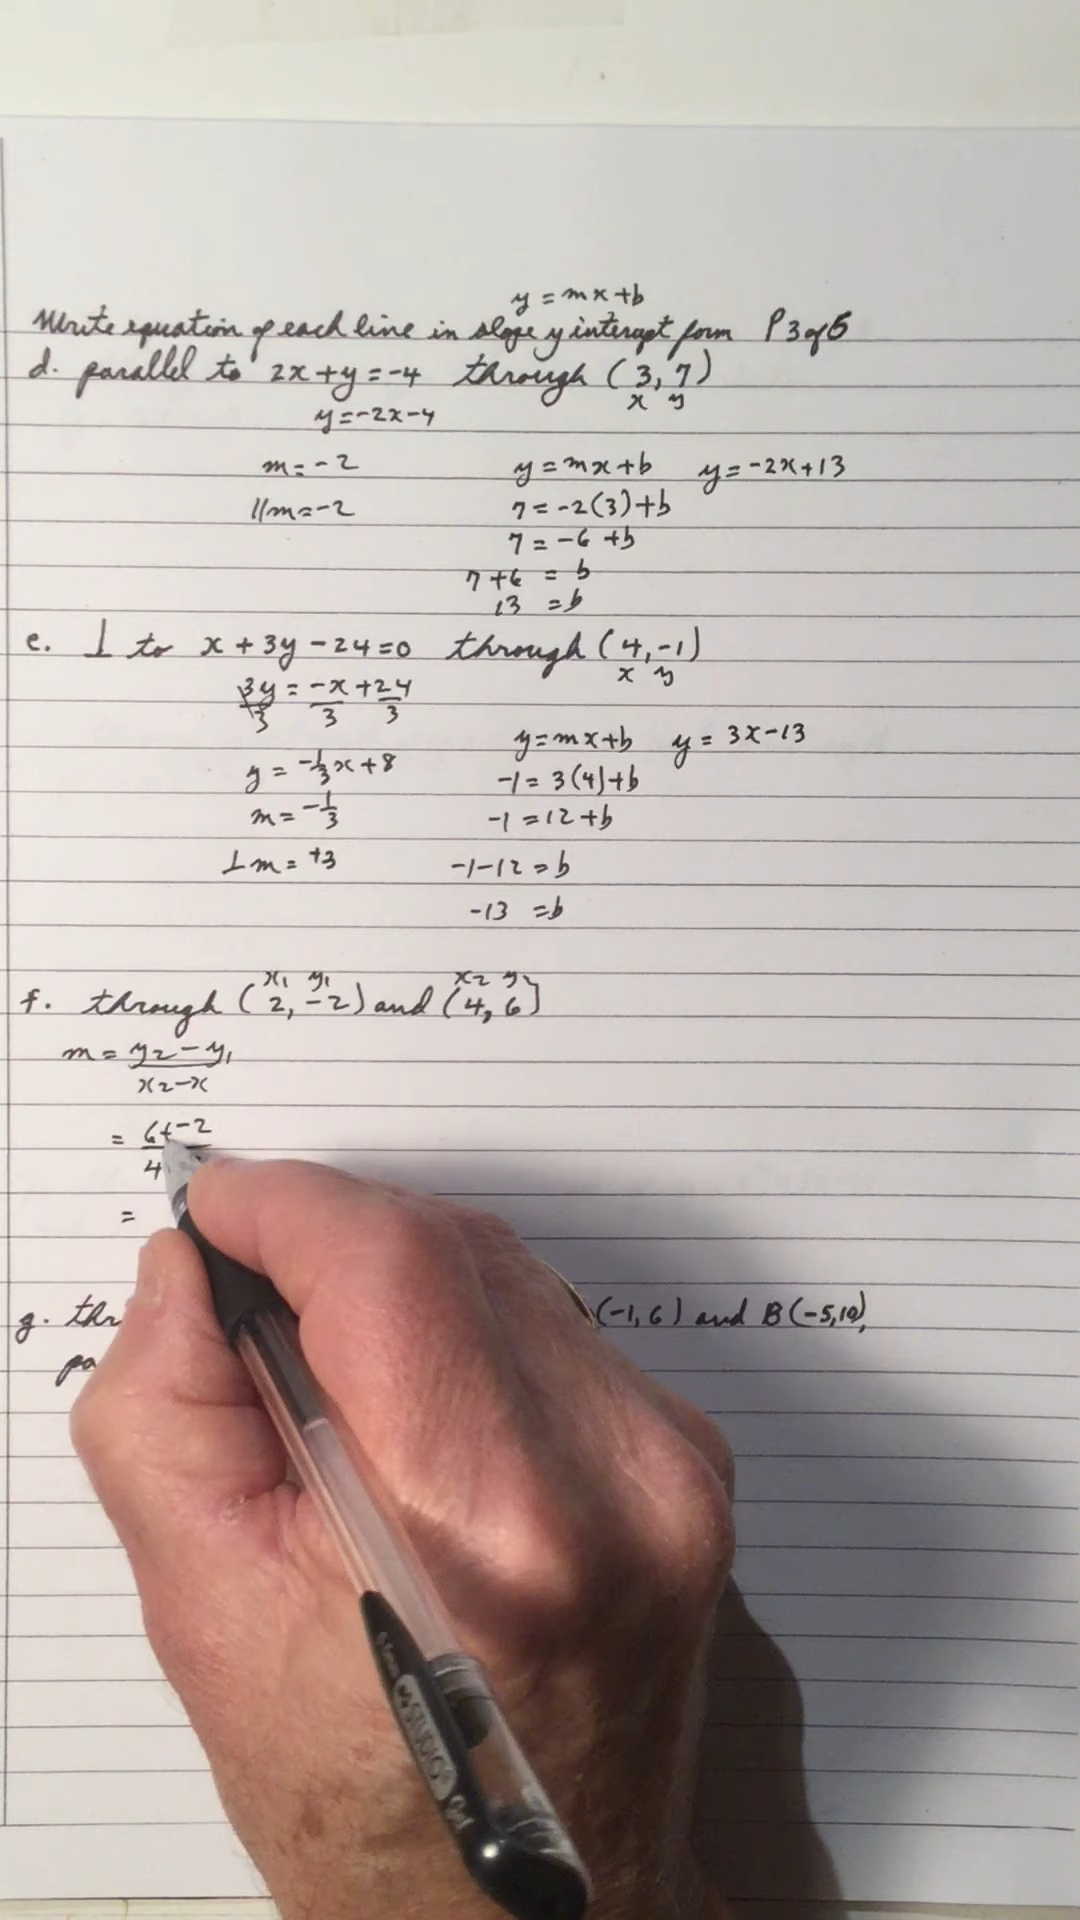 y = mx + b
Write equation of each line in slope y intercept form P 3 of 5
d. parallel to 2x + y = -4 through (3, 7)
x y
y = -2x - 4
m = -2 y = mx + b y = -2x + 13
// m = -2 7 = -2(3) + b
7 = -6 + b
7 + 6 = b
13 = b
e. ⊥ to x + 3y - 24 = 0 through (4, -1)
x y
3y = -x + 24
3 3 3
y = mx + b y = 3x - 13
y = -1/3 x + 8 -1 = 3(4) + b
m = -1/3 -1 = 12 + b
⊥ m = +3 -1 - 12 = b
-13 = b
x1 y1 x2 y2
f. through (2, -2) and (4, 6)
m = y2 - y1
x2 - x
= 6 + -2
4
=
g. (-1, 6) and B(-5, 10),